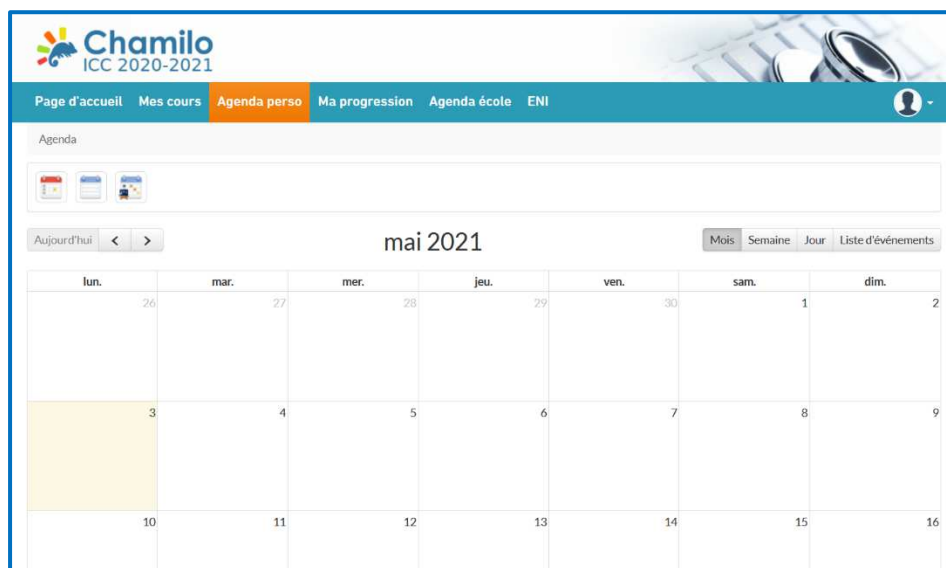 Chamilo
ICC 2020-2021
Page d'accueil Mes cours Agenda perso Ma progression Agenda école ENI
Agenda
Aujourd'hui < > mai 2021 Mois Semaine Jour Liste d'événements
lun. mar. mer. jeu. ven. sam. dim.
26 27 28 29 30 1 2
3 4 5 6 7 8 9
10 11 12 13 14 15 16